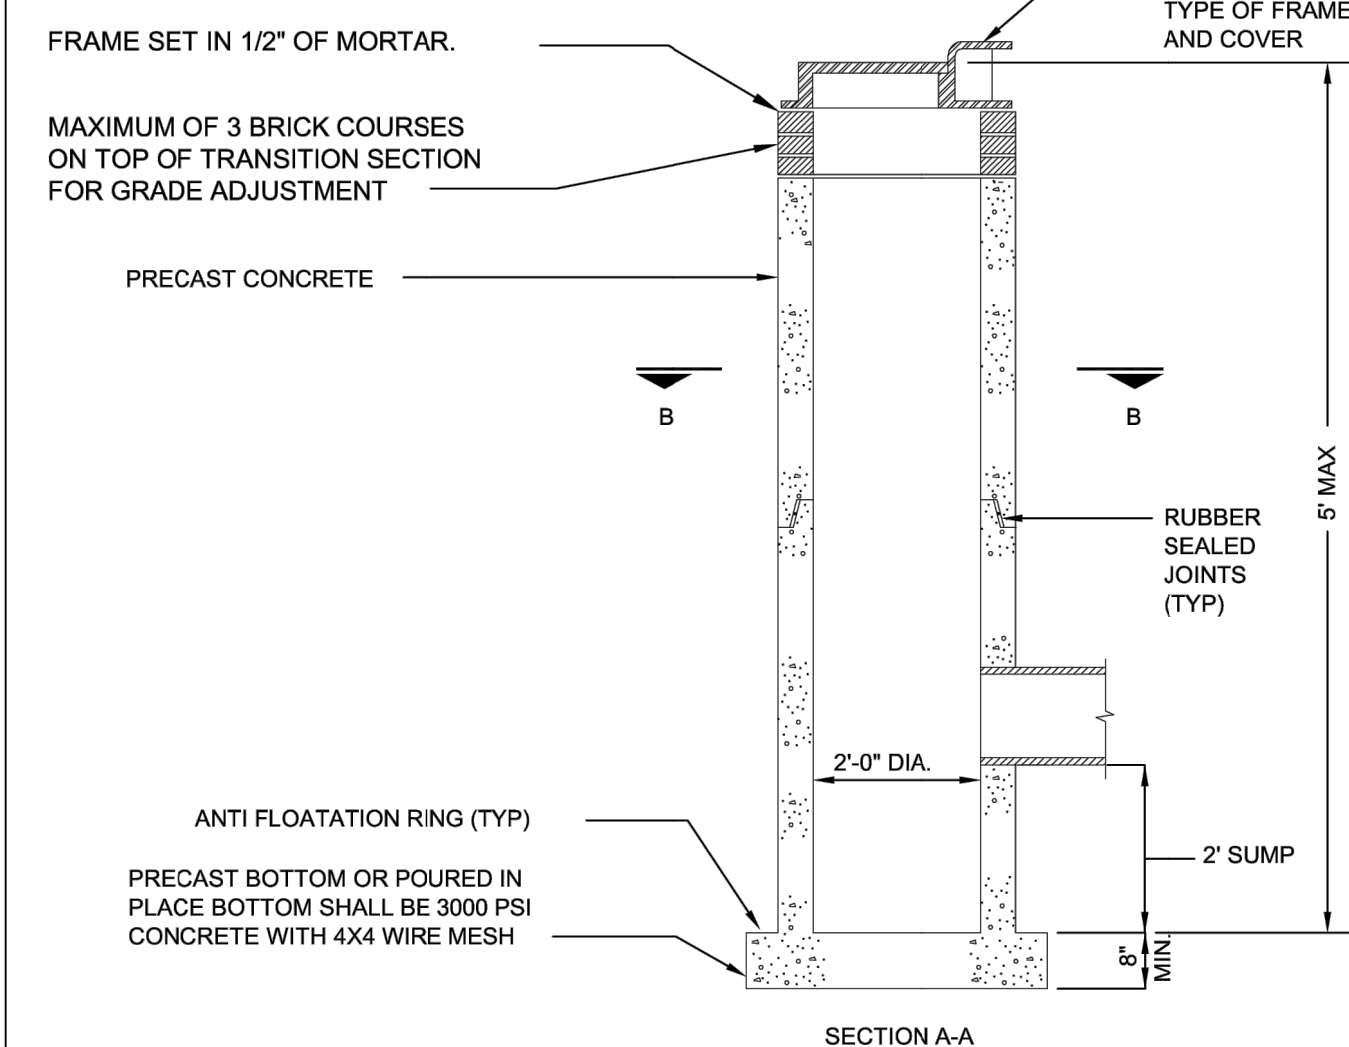 TYPE OF FRAME
AND COVER
FRAME SET IN 1/2" OF MORTAR.
MAXIMUM OF 3 BRICK COURSES
ON TOP OF TRANSITION SECTION
FOR GRADE ADJUSTMENT
PRECAST CONCRETE
B
B
5' MAX
RUBBER
SEALED
JOINTS
(TYP)
2'-0" DIA.
ANTI FLOATATION RING (TYP)
2' SUMP
PRECAST BOTTOM OR POURED IN
PLACE BOTTOM SHALL BE 3000 PSI
CONCRETE WITH 4X4 WIRE MESH
8"
MIN.
SECTION A-A